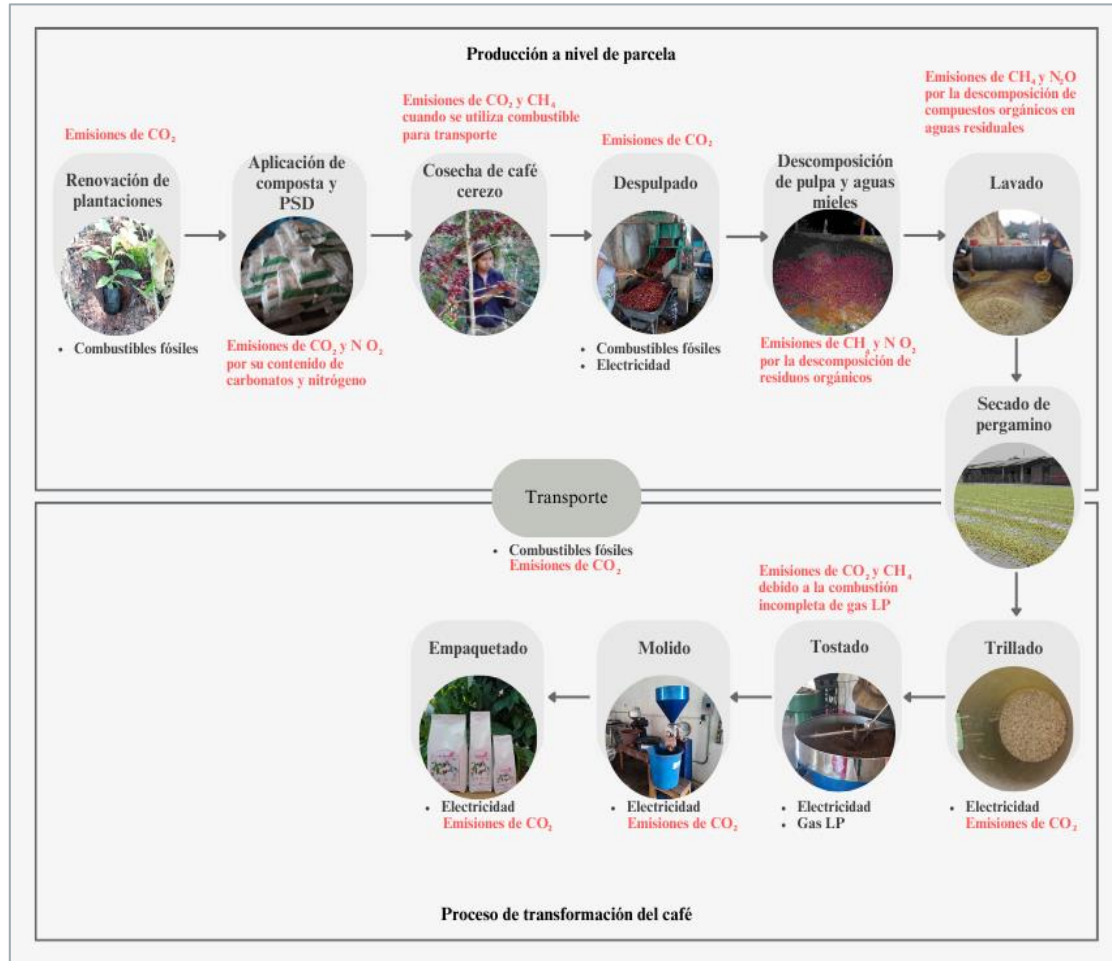 Producción a nivel de parcela
Emisiones de CO₂
Renovación de
plantaciones
• Combustibles fósiles
Aplicación de
composta y
PSD
Emisiones de CO₂ y N O₂
por su contenido de
carbonatos y nitrógeno
Emisiones de CO₂ y CH₄
cuando se utiliza combustible
para transporte
Cosecha de café
cerezo
Emisiones de CO₂
Despulpado
• Combustibles fósiles
• Electricidad
Descomposición
de pulpa y aguas
mieles
Emisiones de CH₄ y N O₂
por la descomposición de
residuos orgánicos
Emisiones de CH₄ y N₂O
por la descomposición de
compuestos orgánicos en
aguas residuales
Lavado
Secado de
pergamino
Transporte
• Combustibles fósiles
Emisiones de CO₂
Trillado
• Electricidad
Emisiones de CO₂
Emisiones de CO₂ y CH₄
debido a la combustión
incompleta de gas LP
Tostado
• Electricidad
• Gas LP
Molido
• Electricidad
Emisiones de CO₂
Empaquetado
• Electricidad
Emisiones de CO₂
Proceso de transformación del café